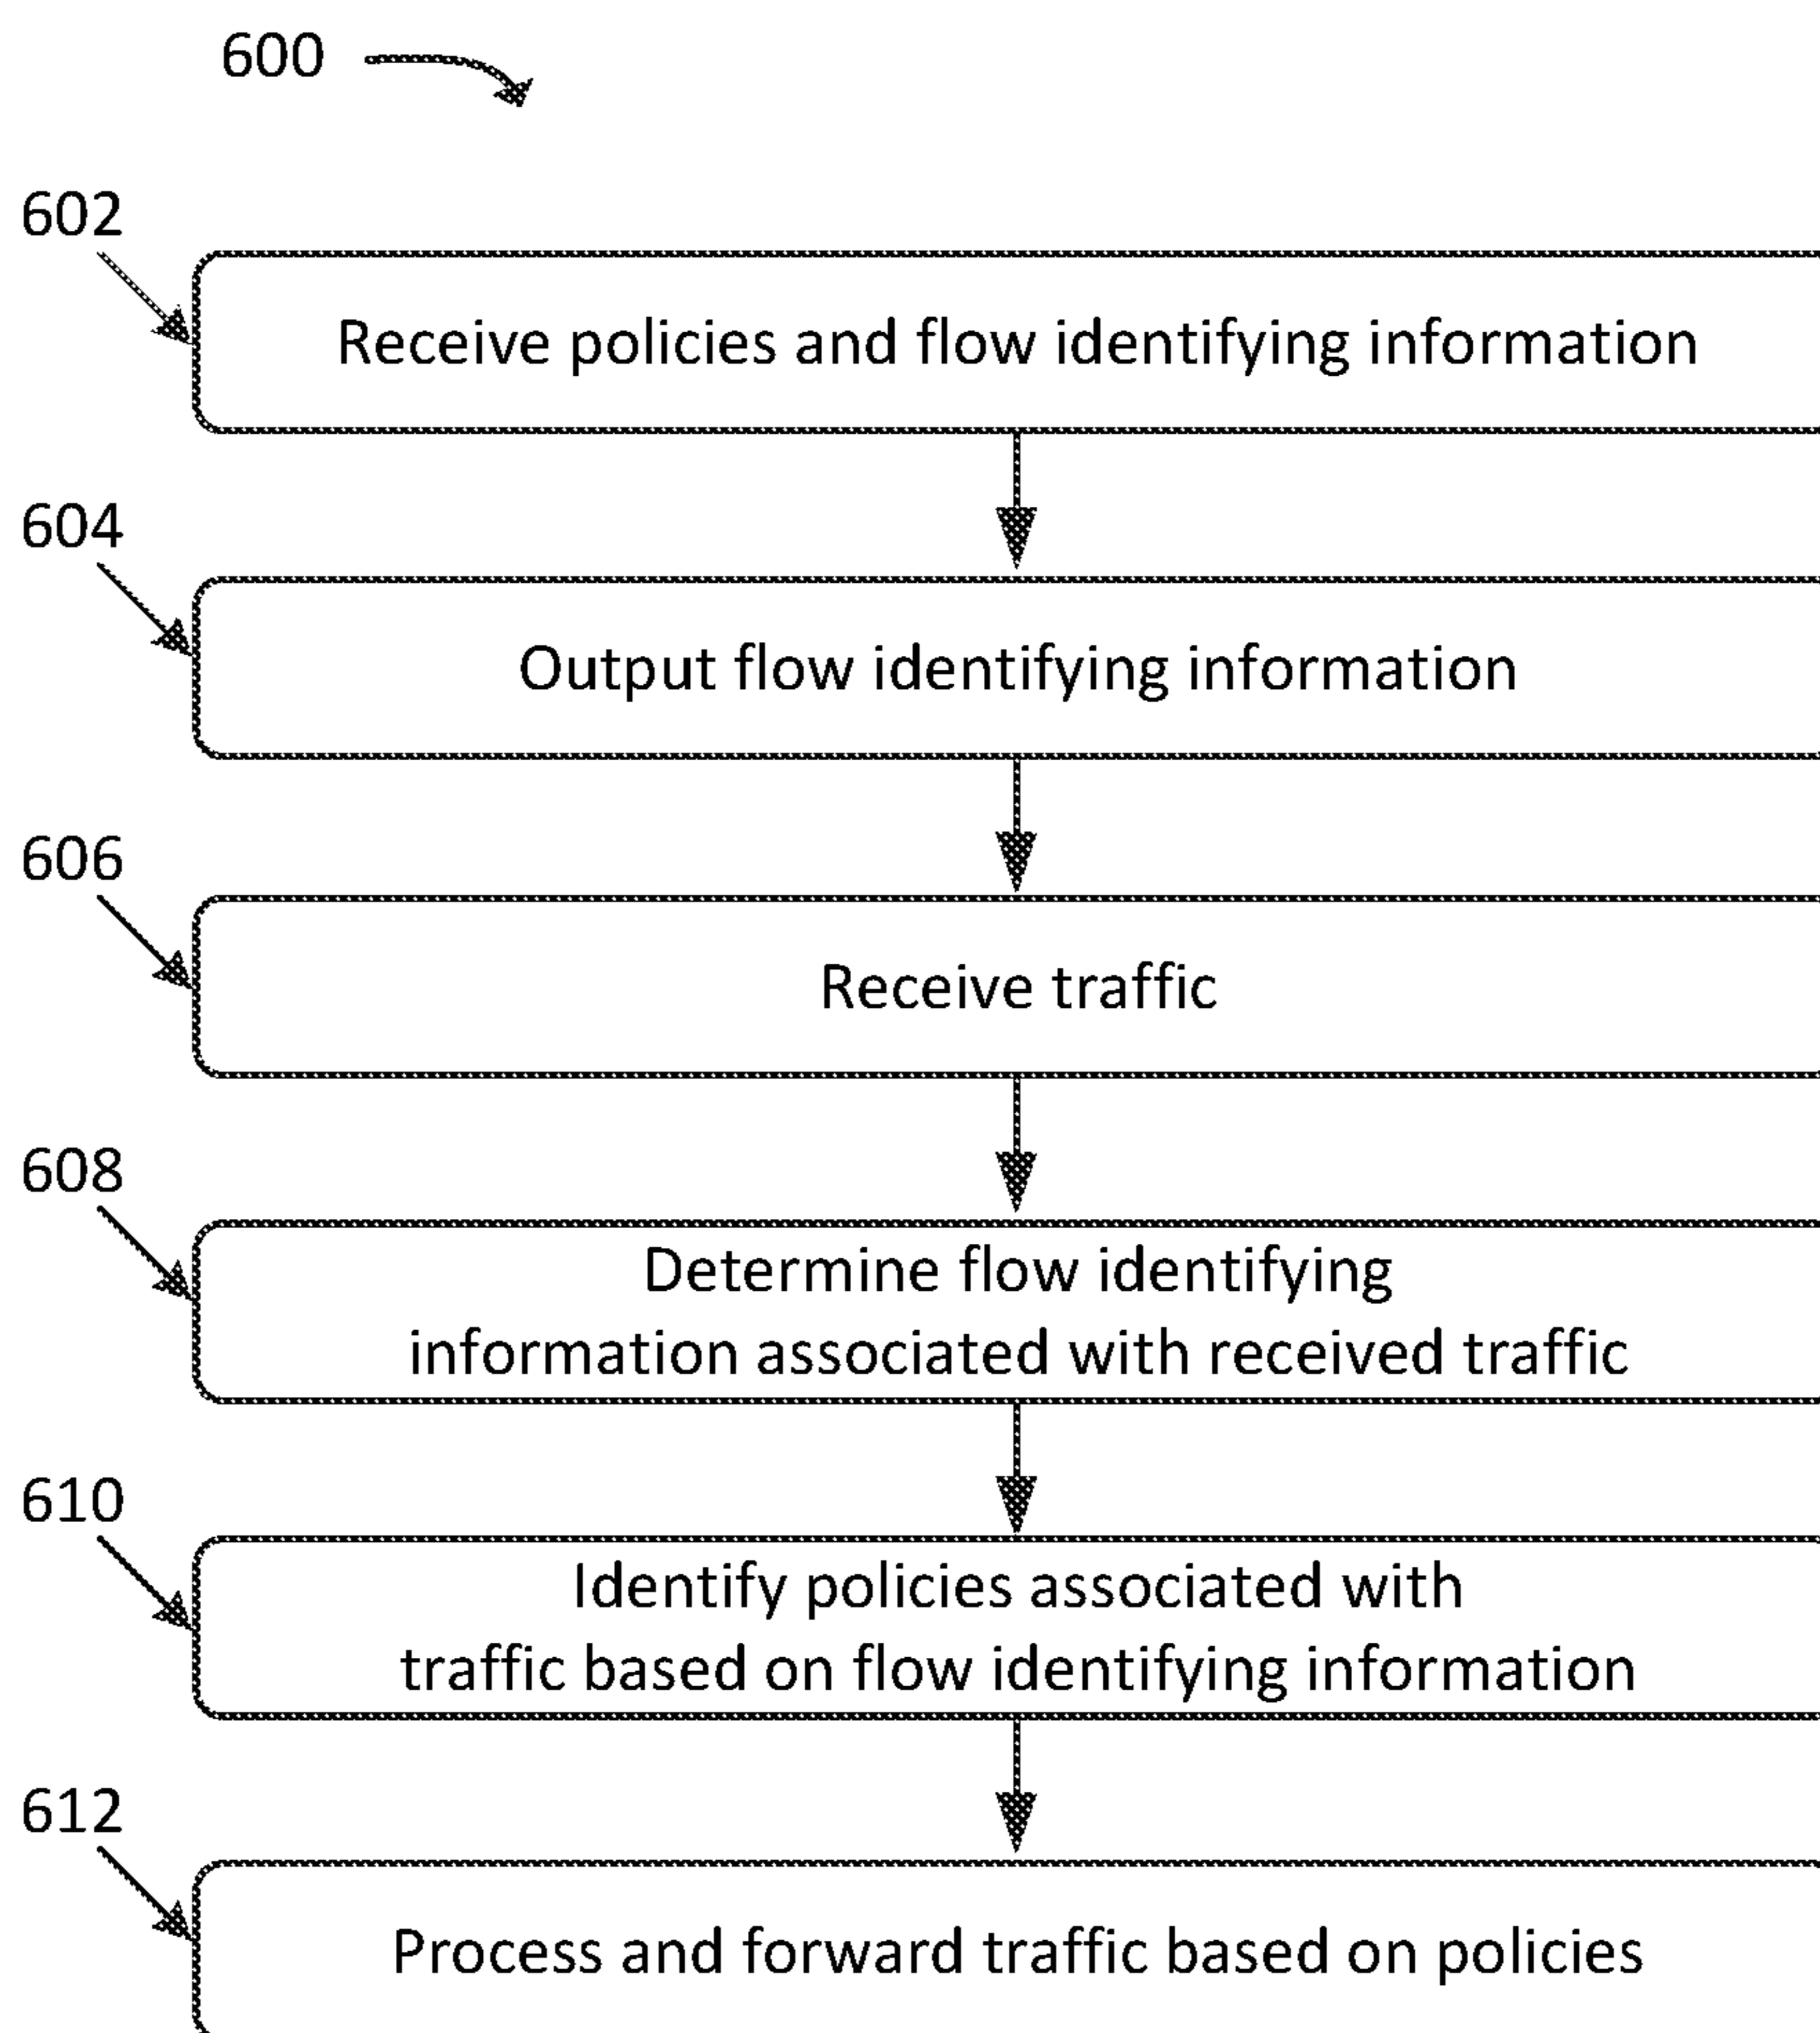 600
602
Receive policies and flow identifying information
604
Output flow identifying information
606
Receive traffic
608
Determine flow identifying
information associated with received traffic
610
Identify policies associated with
traffic based on flow identifying information
612
Process and forward traffic based on policies